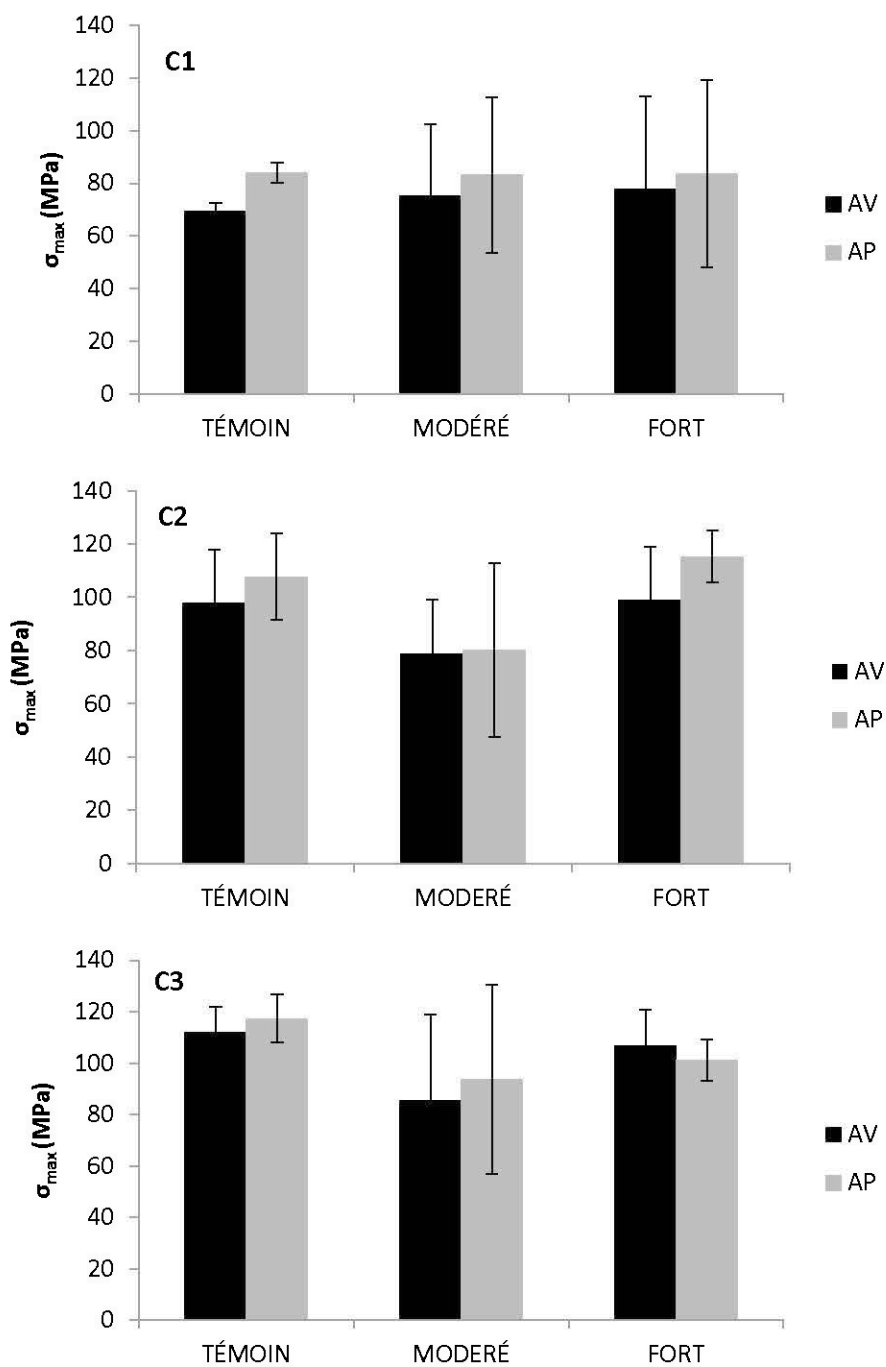 C1
σmax (MPa)
140
120
100
80
60
40
20
0
TÉMOIN MODÉRÉ FORT
AV
AP
C2
σmax (MPa)
140
120
100
80
60
40
20
0
TÉMOIN MODERÉ FORT
AV
AP
C3
σmax (MPa)
140
120
100
80
60
40
20
0
TÉMOIN MODERÉ FORT
AV
AP